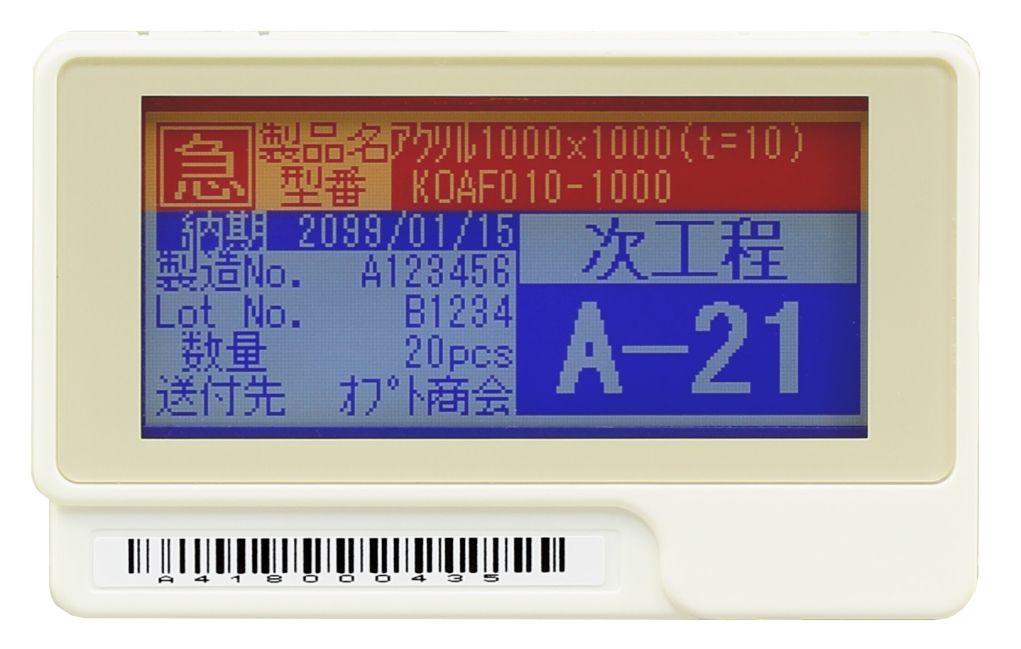 急 製品名 アクリル1000x1000(t=10)
型番 KOAF010-1000
納期 2099/01/15
製造No. A123456
Lot No. B1234
数量 20pcs
送付先 オプト商会
次工程
A-21
A418000435